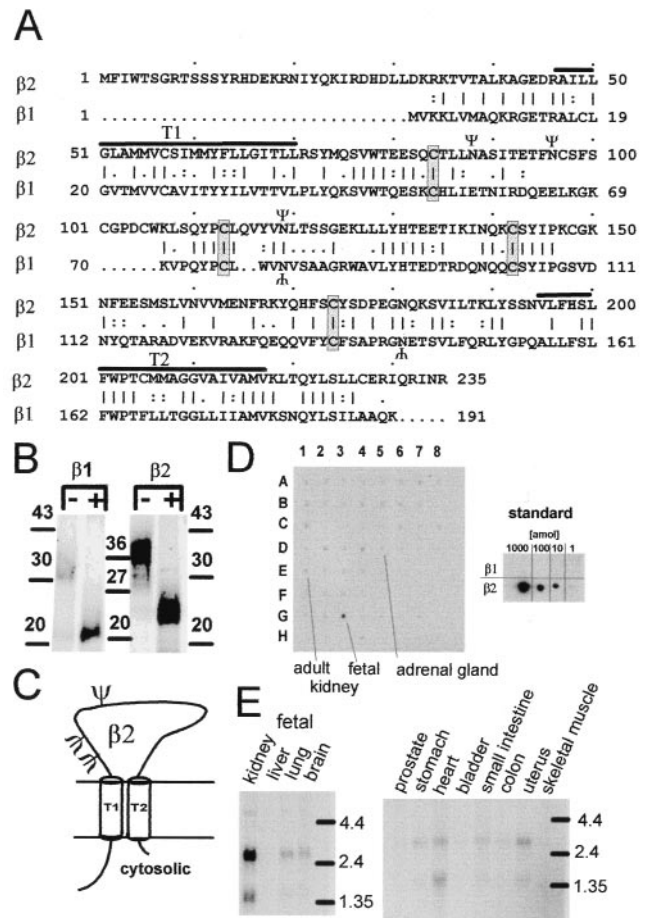 A
β2 1 MFIWTSGRTSSSYRHDEKRNIYQKIRDHDLLDKRKTVTALKAGEDRAILL 50
β1 1 ...............................MVKKLVMAQKRGETRALCL 19
T1
β2 51 GLAMMVCSIMMYFLLGITLLRSYMQSVWTEESQCTLLNASITETFNCSFS 100
β1 20 GVTMVVCAVITYYILVTTVLPLYQKSVWTQESKCHLIETNIRDQEELKGK 69
β2 101 CGPDCWKLSQYPCLQVYVNLTSSGEKLLLYHTEETIKINQKCSYIPKCGK 150
β1 70 .....KVPQYPCL..WVNVSAAGRWAVLYHTEDTRDQNQQCSYIPGSVD 111
β2 151 NFEESMSLVNVVMENFRKYQHFSCYSDPEGNQKSVILTKLYSSNVLFHSL 200
β1 112 NYQTARADVEKVRAKFQEQQVFYCFSAPRGNETSVLFQRLYGPQALLFSL 161
T2
β2 201 FWPTCMMAGGVAIVAMVKLTQYLSLLCERIQRINR 235
β1 162 FWPTFLLTGGLLIIAMVKSNQYLSILAAQK..... 191
B
β1 β2
- + - +
43 36 43
30 27 30
20 20
C
Ψ
β2
T1 T2
cytosolic
D
1 2 3 4 5 6 7 8
A
B
C
D
E
F
G
H
adult kidney
fetal
adrenal gland
standard
[amol]
1000 100 10 1
β1
β2
E
fetal
kidney liver lung brain
4.4
2.4
1.35
prostate stomach heart bladder small intestine colon uterus skeletal muscle
4.4
2.4
1.35